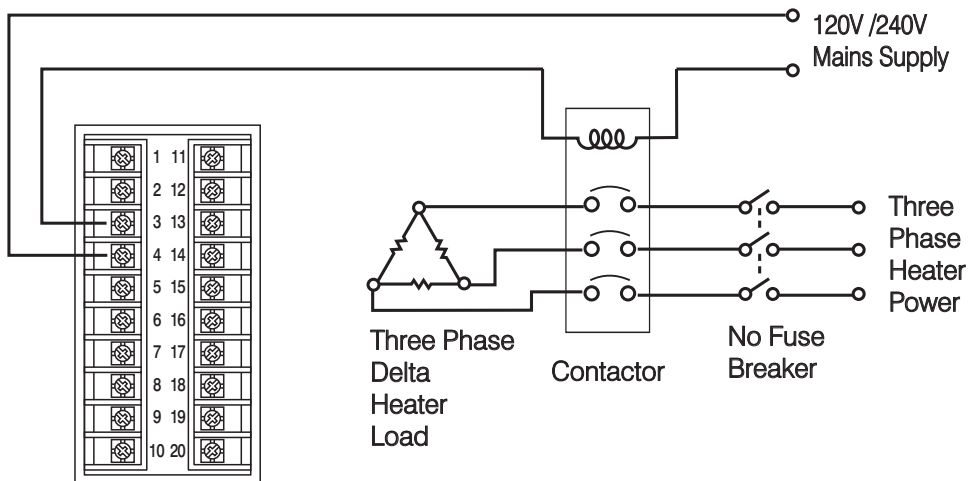 120V /240V
Mains Supply
1 11
2 12
3 13
4 14
5 15
6 16
7 17
8 18
9 19
10 20
Three Phase
Delta
Heater
Load
Contactor
No Fuse
Breaker
Three
Phase
Heater
Power